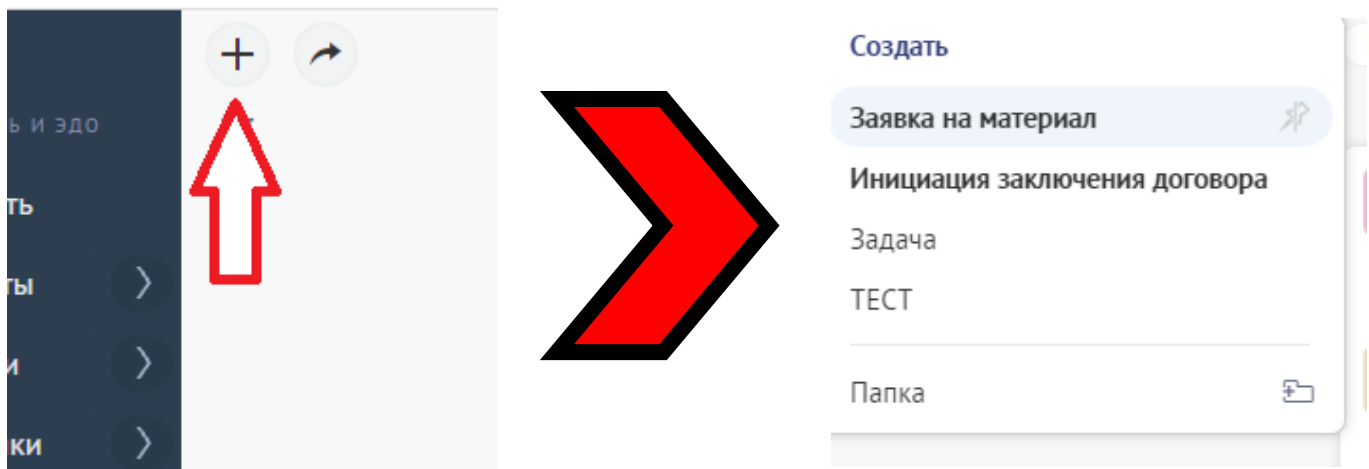 ь и эдо
ть
ты
и
ки
Создать
Заявка на материал
Инициация заключения договора
Задача
ТЕСТ
Папка